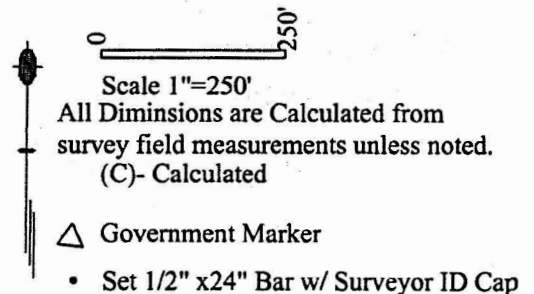 0 250'
Scale 1"=250'
All Diminsions are Calculated from
survey field measurements unless noted.
(C)- Calculated
△ Government Marker
• Set 1/2" x24" Bar w/ Surveyor ID Cap